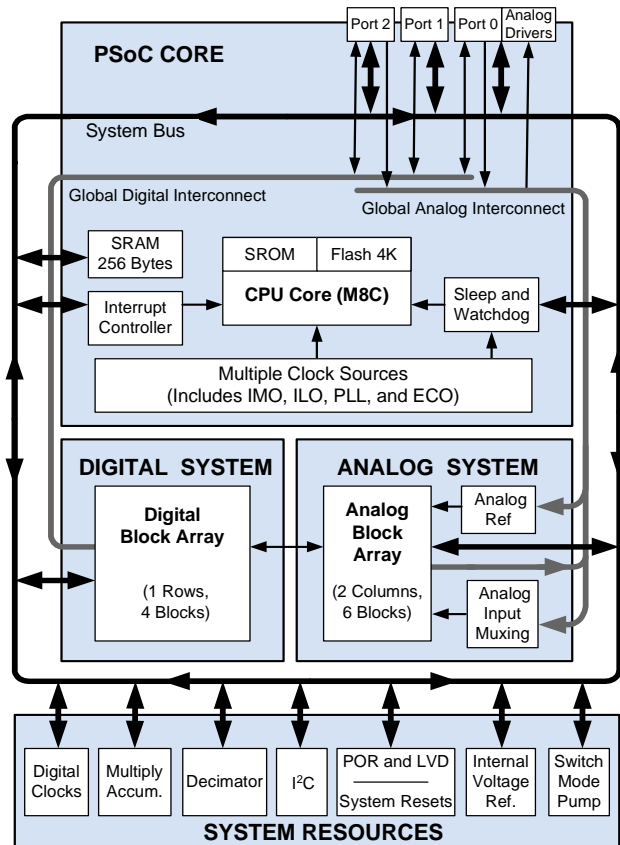 Port 2 Port 1 Port 0 Analog
Drivers
PSoC CORE
System Bus
Global Digital Interconnect
Global Analog Interconnect
SRAM
256 Bytes
SROM Flash 4K
CPU Core (M8C)
Interrupt
Controller
Sleep and
Watchdog
Multiple Clock Sources
(Includes IMO, ILO, PLL, and ECO)
DIGITAL SYSTEM
Digital
Block Array
(1 Rows,
4 Blocks)
ANALOG SYSTEM
Analog
Block
Array
(2 Columns,
6 Blocks)
Analog
Ref
Analog
Input
Muxing
Digital
Clocks
Multiply
Accum.
Decimator
I²C
POR and LVD
System Resets
Internal
Voltage
Ref.
Switch
Mode
Pump
SYSTEM RESOURCES